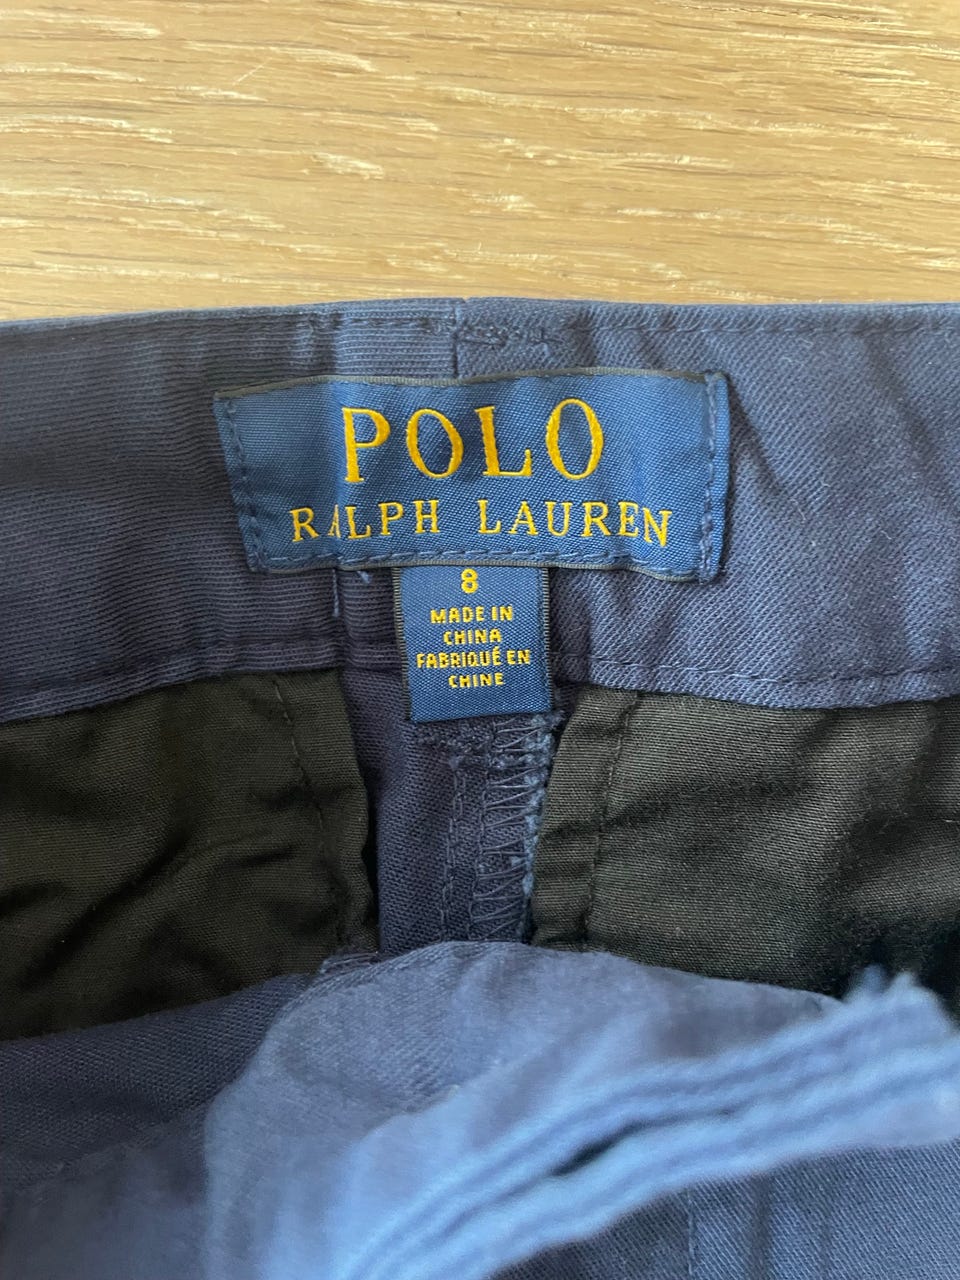 POLO
RALPH LAUREN
8
MADE IN
CHINA
FABRIQUÉ EN
CHINE